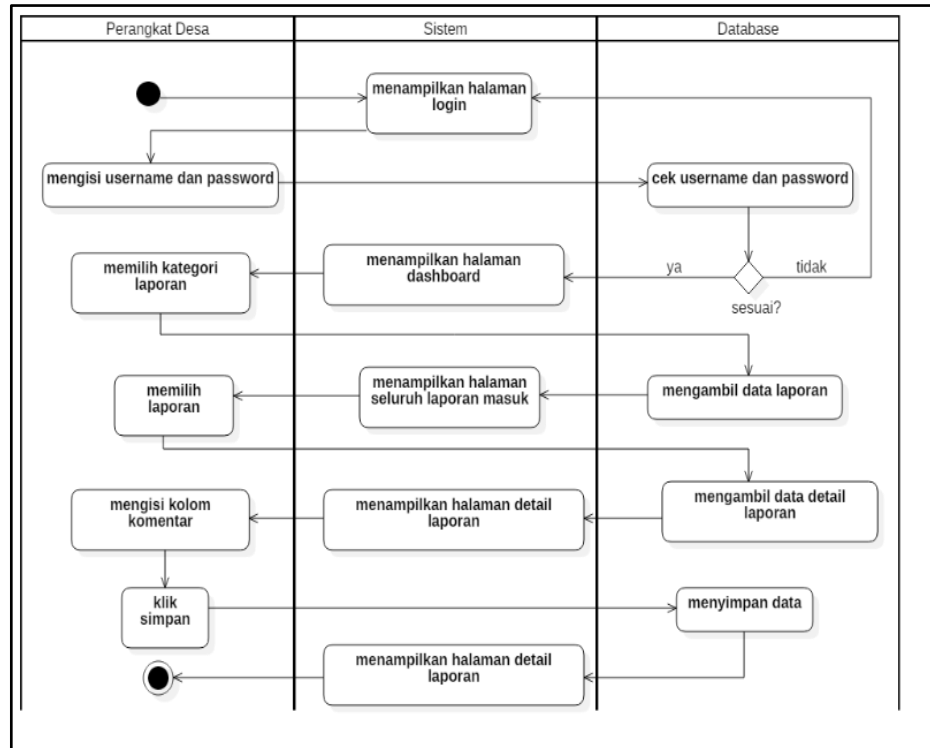 Perangkat Desa
Sistem
Database
menampilkan halaman
login
mengisi username dan password
cek username dan password
memilih kategori
laporan
menampilkan halaman
dashboard
ya
tidak
sesuai?
memilih
laporan
menampilkan halaman
seluruh laporan masuk
mengambil data laporan
mengisi kolom
komentar
menampilkan halaman detail
laporan
mengambil data detail
laporan
klik
simpan
menyimpan data
menampilkan halaman detail
laporan